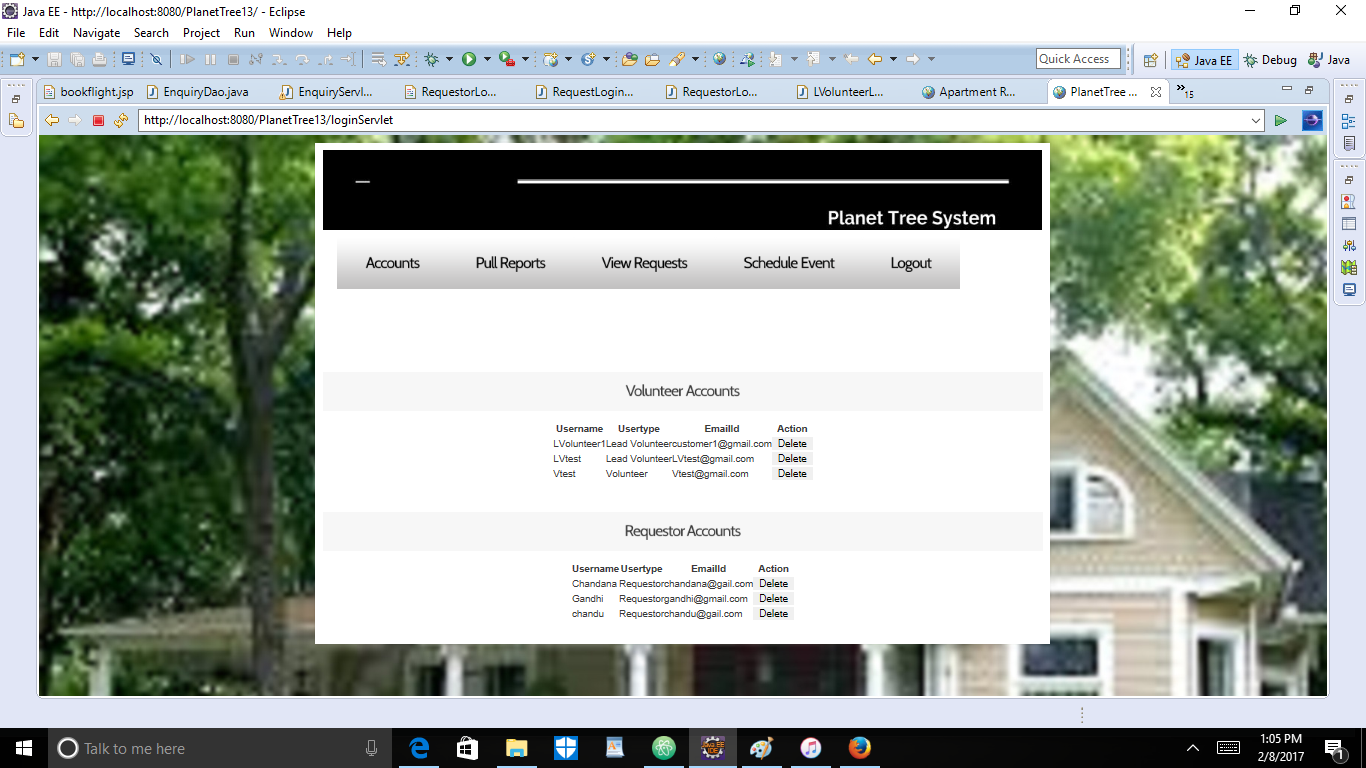 Java EE - http://localhost:8080/PlanetTree13/ - Eclipse
File Edit Navigate Search Project Run Window Help
Quick Access Java EE Debug Java
bookflight.jsp EnquiryDao.java EnquiryServl... RequestorLo... RequestLogin... RequestorLo... LVolunteerL... Apartment R... PlanetTree ... »15
http://localhost:8080/PlanetTree13/loginServlet
Planet Tree System
Accounts Pull Reports View Requests Schedule Event Logout
Volunteer Accounts
Username Usertype EmailId Action
LVolunteer1 Lead Volunteer customer1@gmail.com Delete
LVtest Lead Volunteer LVtest@gmail.com Delete
Vtest Volunteer Vtest@gmail.com Delete
Requestor Accounts
Username Usertype EmailId Action
Chandana Requestor chandana@gail.com Delete
Gandhi Requestor gandhi@gmail.com Delete
chandu Requestor chandu@gail.com Delete
Talk to me here
1:05 PM
2/8/2017
1